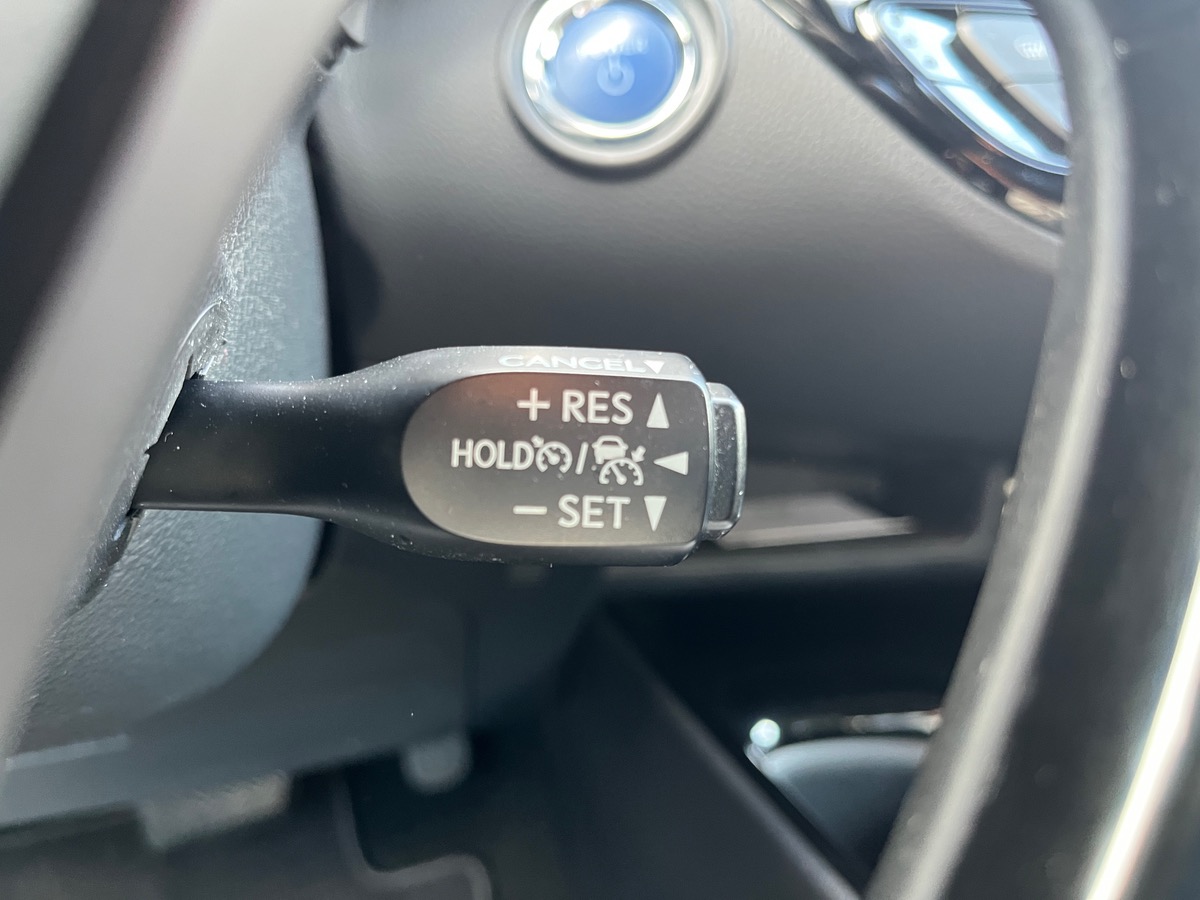 CANCEL▼
+ RES ▲
HOLD / ◀
− SET ▼